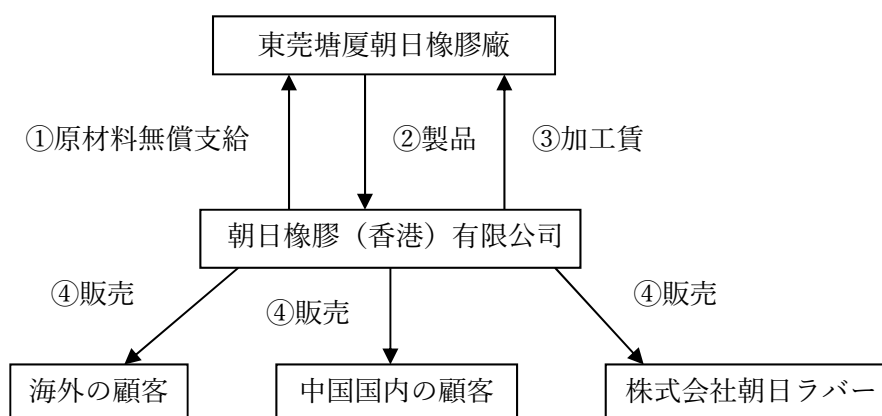 東莞塘厦朝日橡膠廠
①原材料無償支給
②製品
③加工賃
朝日橡膠（香港）有限公司
④販売
④販売
④販売
海外の顧客
中国国内の顧客
株式会社朝日ラバー